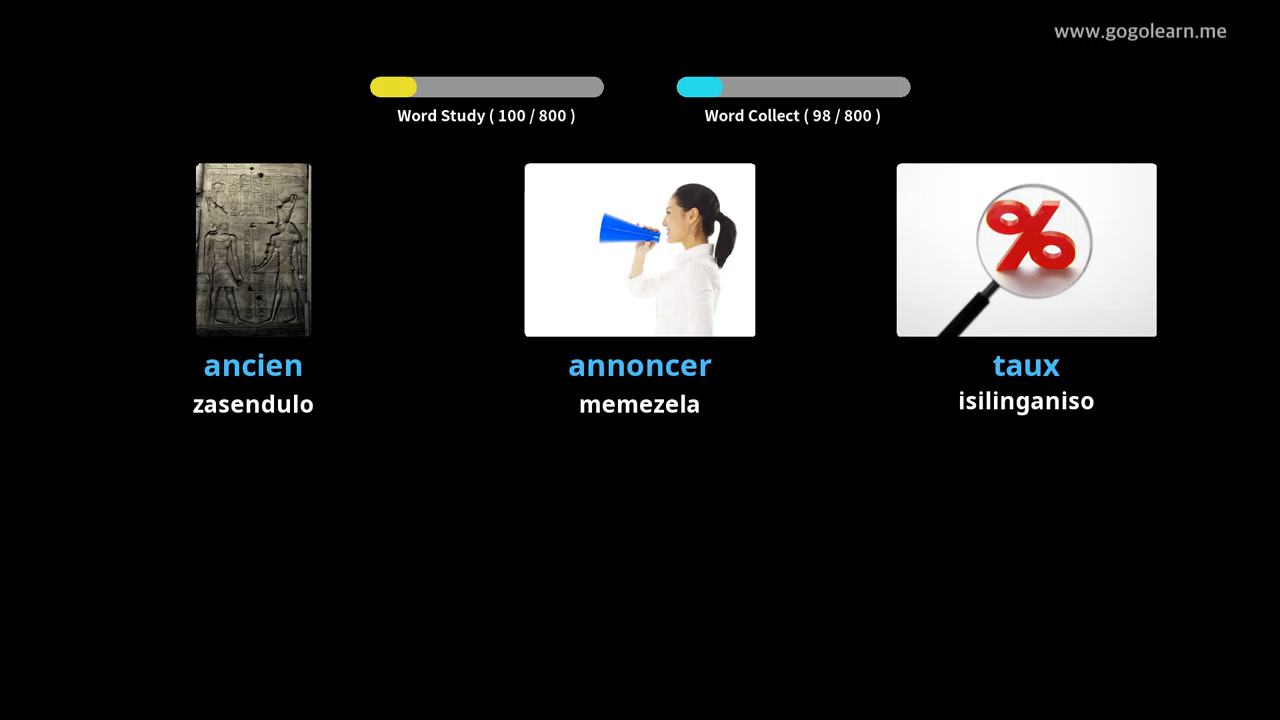 www.gogolearn.me
Word Study ( 100 / 800 )
Word Collect ( 98 / 800 )
ancien
zasendulo
annoncer
memezela
%
taux
isilinganiso